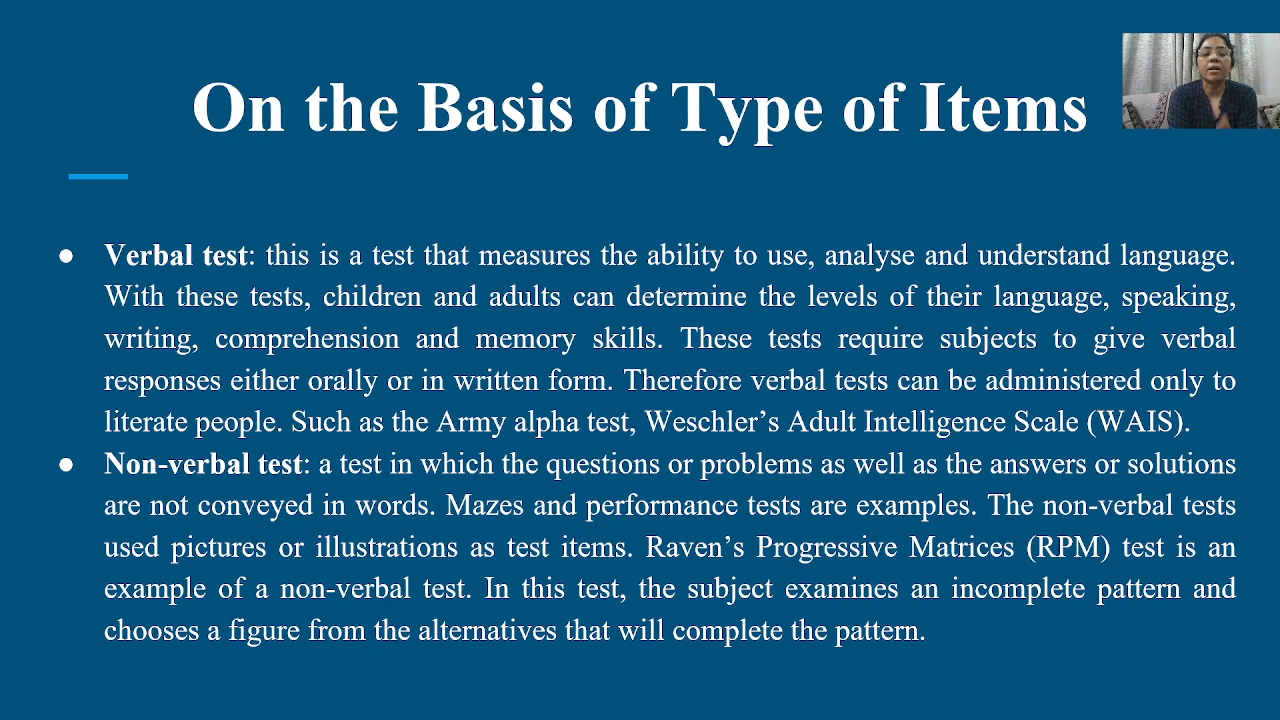 On the Basis of Type of Items
● Verbal test: this is a test that measures the ability to use, analyse and understand language.
With these tests, children and adults can determine the levels of their language, speaking,
writing, comprehension and memory skills. These tests require subjects to give verbal
responses either orally or in written form. Therefore verbal tests can be administered only to
literate people. Such as the Army alpha test, Weschler’s Adult Intelligence Scale (WAIS).
● Non-verbal test: a test in which the questions or problems as well as the answers or solutions
are not conveyed in words. Mazes and performance tests are examples. The non-verbal tests
used pictures or illustrations as test items. Raven’s Progressive Matrices (RPM) test is an
example of a non-verbal test. In this test, the subject examines an incomplete pattern and
chooses a figure from the alternatives that will complete the pattern.